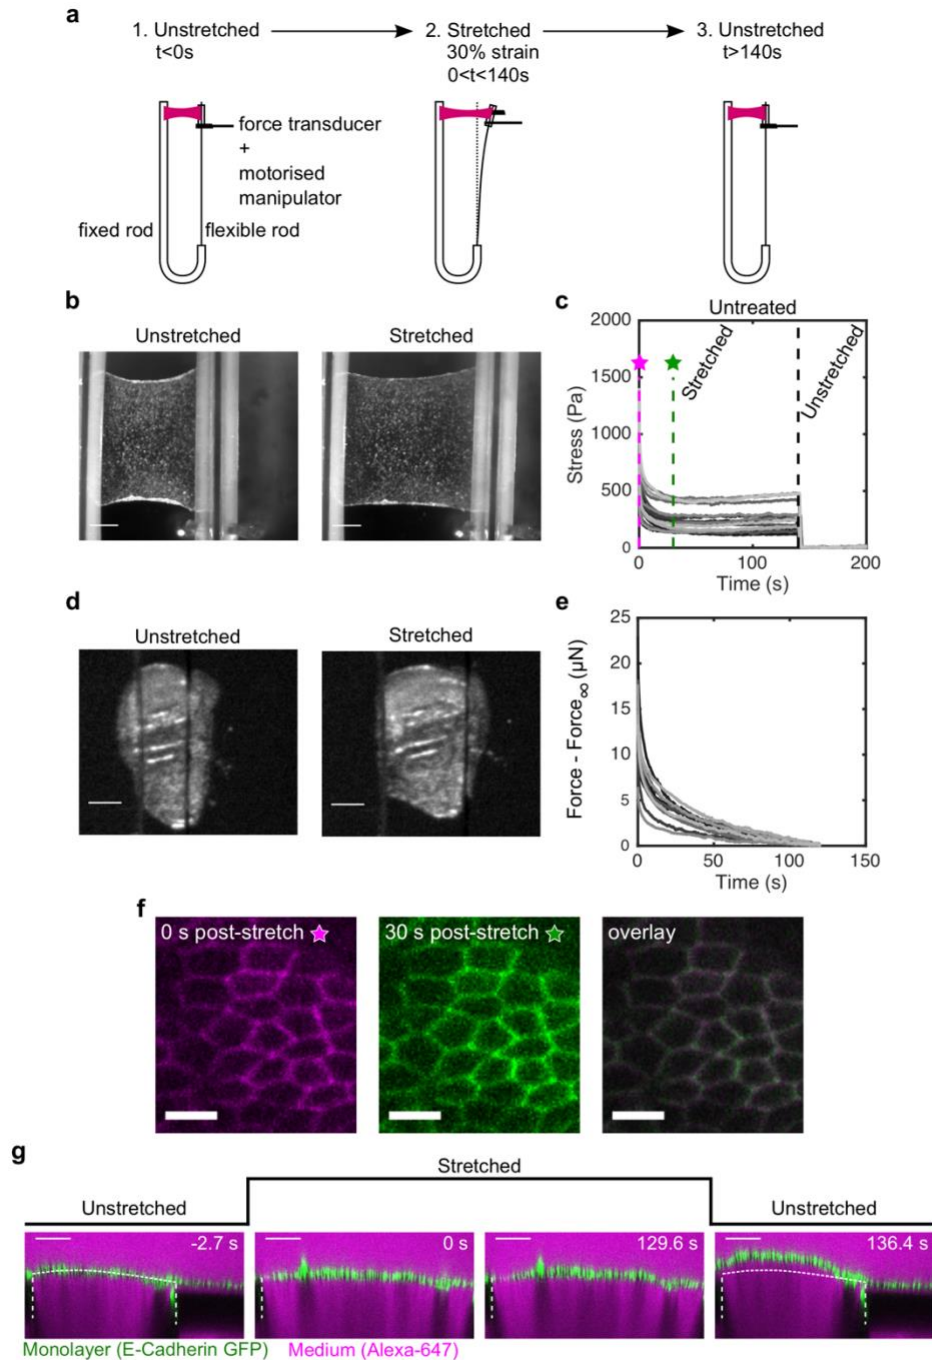 a
1. Unstretched
t<0s
2. Stretched
30% strain
0<t<140s
3. Unstretched
t>140s
force transducer
+
motorised
manipulator
fixed rod
flexible rod
b
Unstretched
Stretched
c
Untreated
Stress (Pa)
2000
1500
1000
500
0
Stretched
Unstretched
0
100
200
Time (s)
d
Unstretched
Stretched
e
Force - Force∞ (μN)
25
20
15
10
5
0
0
50
100
150
Time (s)
f
0 s post-stretch
30 s post-stretch
overlay
g
Stretched
Unstretched
Unstretched
-2.7 s
0 s
129.6 s
136.4 s
Monolayer (E-Cadherin GFP)
Medium (Alexa-647)